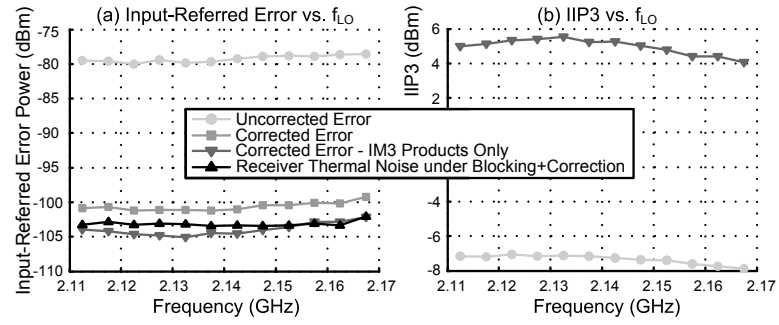 (a) Input-Referred Error vs. fLO
Input-Referred Error Power (dBm)
-75
-80
-85
-90
-95
-100
-105
-110
2.11 2.12 2.13 2.14 2.15 2.16 2.17
Frequency (GHz)
(b) IIP3 vs. fLO
IIP3 (dBm)
6
4
2
-4
-6
-8
2.11 2.12 2.13 2.14 2.15 2.16 2.17
Frequency (GHz)
Uncorrected Error
Corrected Error
Corrected Error - IM3 Products Only
Receiver Thermal Noise under Blocking+Correction